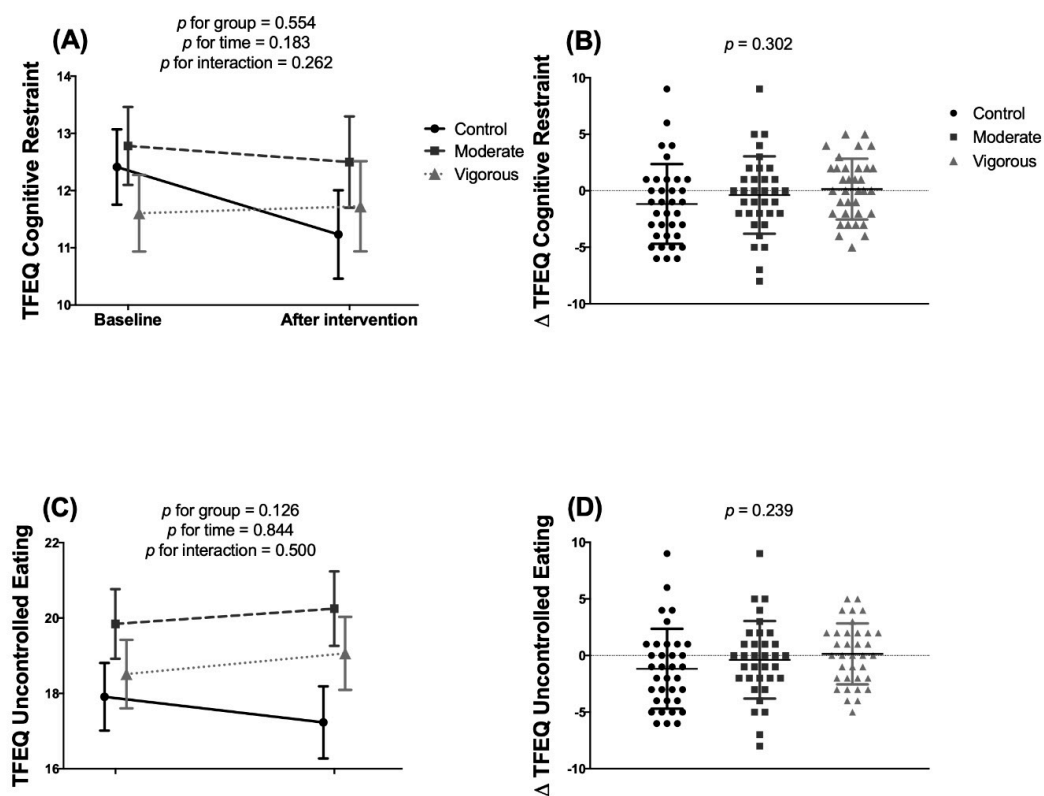 (A)
p for group = 0.554
p for time = 0.183
p for interaction = 0.262
TFEQ Cognitive Restraint
14
13
12
11
10
Baseline
After intervention
Control
Moderate
Vigorous
(B)
p = 0.302
Δ TFEQ Cognitive Restraint
10
5
0
-5
-10
Control
Moderate
Vigorous
(C)
p for group = 0.126
p for time = 0.844
p for interaction = 0.500
TFEQ Uncontrolled Eating
22
20
18
16
(D)
p = 0.239
Δ TFEQ Uncontrolled Eating
10
5
0
-5
-10